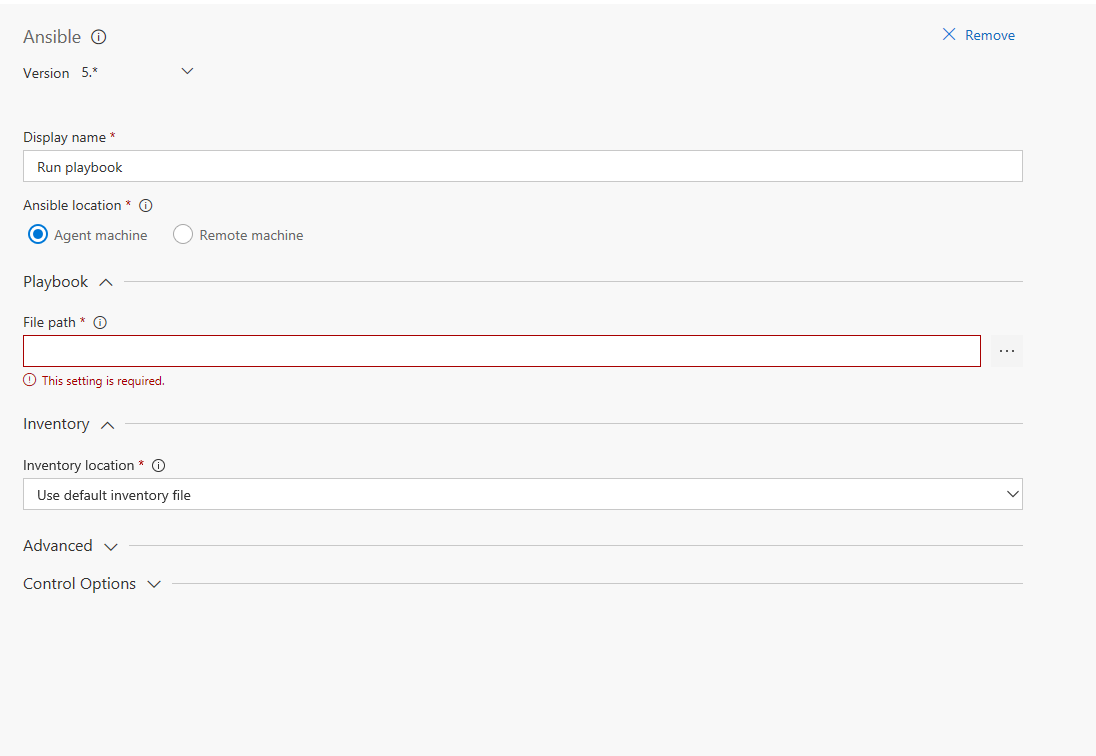 Ansible
Remove
Version 5.*
Display name *
Run playbook
Ansible location *
Agent machine Remote machine
Playbook
File path *
...
This setting is required.
Inventory
Inventory location *
Use default inventory file
Advanced
Control Options